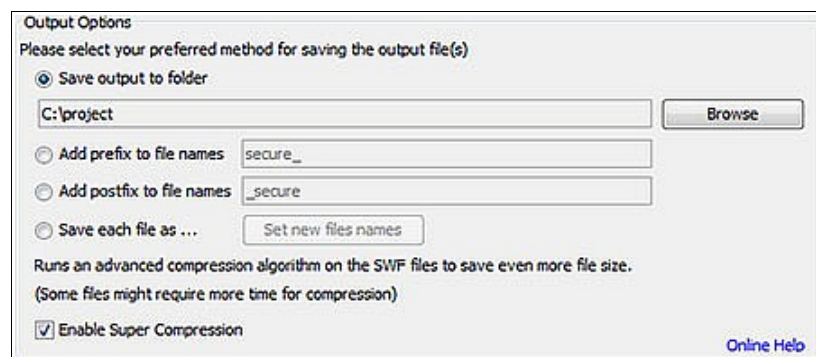 Output Options
Please select your preferred method for saving the output file(s)
Save output to folder
C:\project
Browse
Add prefix to file names
secure_
Add postfix to file names
_secure
Save each file as ...
Set new files names
Runs an advanced compression algorithm on the SWF files to save even more file size.
(Some files might require more time for compression)
Enable Super Compression
Online Help